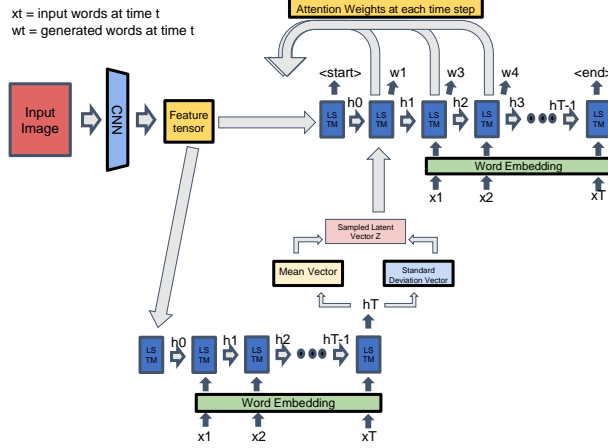 xt = input words at time t
wt = generated words at time t
Attention Weights at each time step
<start>
w1
w3
w4
<end>
Input
Image
CNN
Feature
tensor
LS
TM
h0
LS
TM
h1
LS
TM
h2
LS
TM
h3
hT-1
LS
TM
Word Embedding
x1
x2
xT
Sampled Latent
Vector Z
Mean Vector
Standard
Deviation Vector
hT
LS
TM
h0
LS
TM
h1
LS
TM
h2
hT-1
LS
TM
Word Embedding
x1
x2
xT